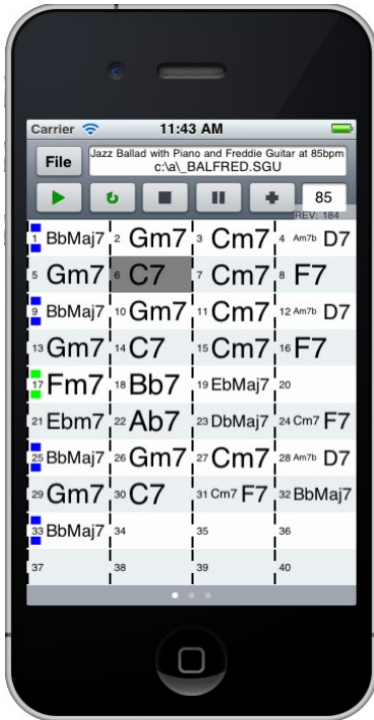 Carrier 11:43 AM
File
Jazz Ballad with Piano and Freddie Guitar at 85bpm
c:\a\_BALFRED.SGU
85
REV: 184
1 BbMaj7 2 Gm7 3 Cm7 4 Am7b D7
5 Gm7 6 C7 7 Cm7 8 F7
9 BbMaj7 10 Gm7 11 Cm7 12 Am7b D7
13 Gm7 14 C7 15 Cm7 16 F7
17 Fm7 18 Bb7 19 EbMaj7 20
21 Ebm7 22 Ab7 23 DbMaj7 24 Cm7 F7
25 BbMaj7 26 Gm7 27 Cm7 28 Am7b D7
29 Gm7 30 C7 31 Cm7 F7 32 BbMaj7
33 BbMaj7 34 35 36
37 38 39 40